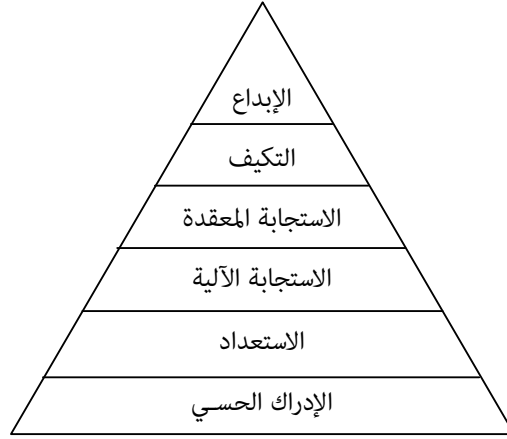 الإبداع
التكيف
الاستجابة المعقدة
الاستجابة الآلية
الاستعداد
الإدراك الحسي